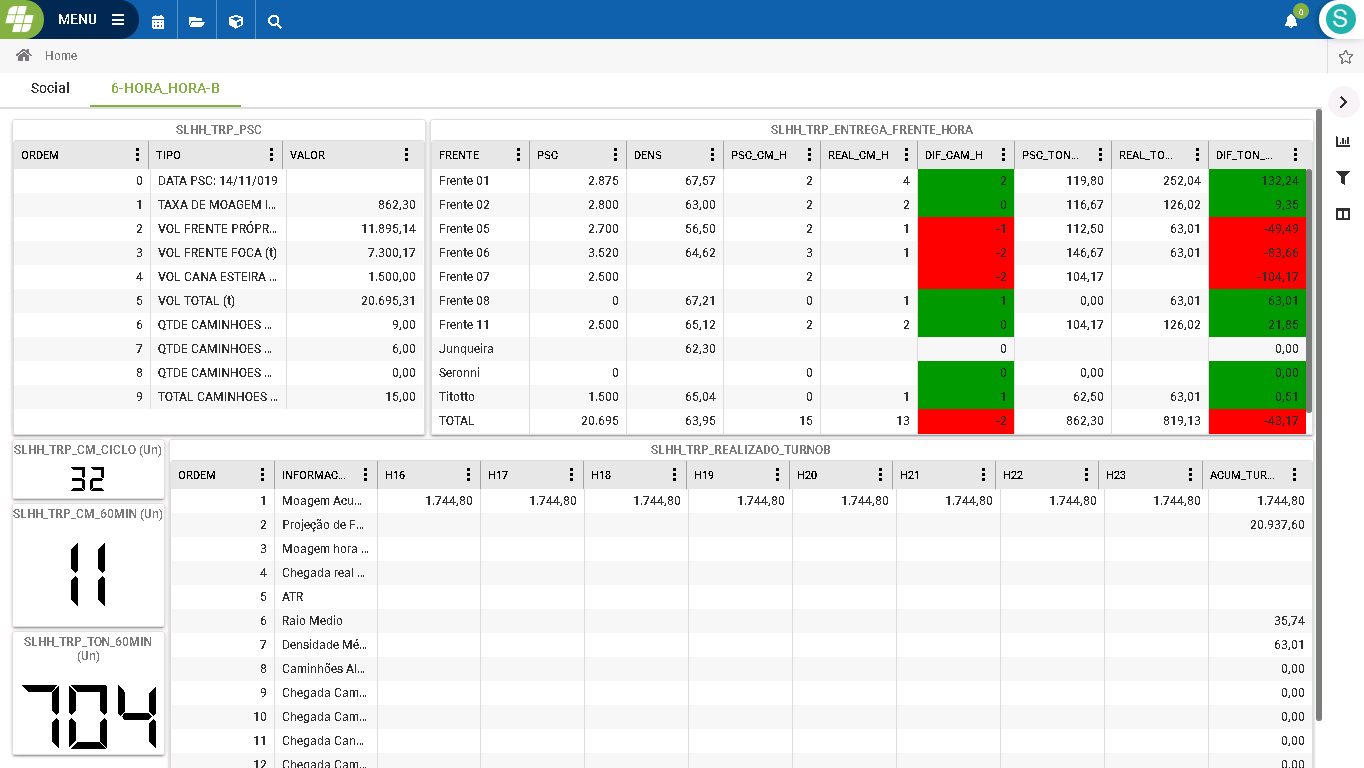 MENU
0
S
Home
Social 6-HORA_HORA-B
SLHH_TRP_PSC
ORDEM TIPO VALOR
0 DATA PSC: 14/11/019
1 TAXA DE MOAGEM I... 862,30
2 VOL FRENTE PRÓPR... 11.895,14
3 VOL FRENTE FOCA (t) 7.300,17
4 VOL CANA ESTEIRA ... 1.500,00
5 VOL TOTAL (t) 20.695,31
6 QTDE CAMINHOES ... 9,00
7 QTDE CAMINHOES ... 6,00
8 QTDE CAMINHOES ... 0,00
9 TOTAL CAMINHOES ... 15,00
SLHH_TRP_ENTREGA_FRENTE_HORA
FRENTE PSC DENS PSC_CM_H REAL_CM_H DIF_CAM_H PSC_TON... REAL_TO... DIF_TON_...
Frente 01 2.875 67,57 2 4 2 119,80 252,04 132,24
Frente 02 2.800 63,00 2 2 0 116,67 126,02 9,35
Frente 05 2.700 56,50 2 1 -1 112,50 63,01 -49,49
Frente 06 3.520 64,62 3 1 -2 146,67 63,01 -83,66
Frente 07 2.500 2 -2 104,17 -104,17
Frente 08 0 67,21 0 1 1 0,00 63,01 63,01
Frente 11 2.500 65,12 2 2 0 104,17 126,02 21,85
Junqueira 62,30 0 0,00
Seronni 0 0 0 0,00 0,00
Titotto 1.500 65,04 0 1 1 62,50 63,01 0,51
TOTAL 20.695 63,95 15 13 -2 862,30 819,13 -43,17
SLHH_TRP_CM_CICLO (Un)
32
SLHH_TRP_CM_60MIN (Un)
11
SLHH_TRP_TON_60MIN
(Un)
704
SLHH_TRP_REALIZADO_TURNOB
ORDEM INFORMAC... H16 H17 H18 H19 H20 H21 H22 H23 ACUM_TUR...
1 Moagem Acu... 1.744,80 1.744,80 1.744,80 1.744,80 1.744,80 1.744,80 1.744,80 1.744,80 1.744,80
2 Projeção de F... 20.937,60
3 Moagem hora ...
4 Chegada real ...
5 ATR
6 Raio Medio 35,74
7 Densidade Mé... 63,01
8 Caminhões Al... 0,00
9 Chegada Cam... 0,00
10 Chegada Cam... 0,00
11 Chegada Can... 0,00
12 Chegada Cam... 0,00